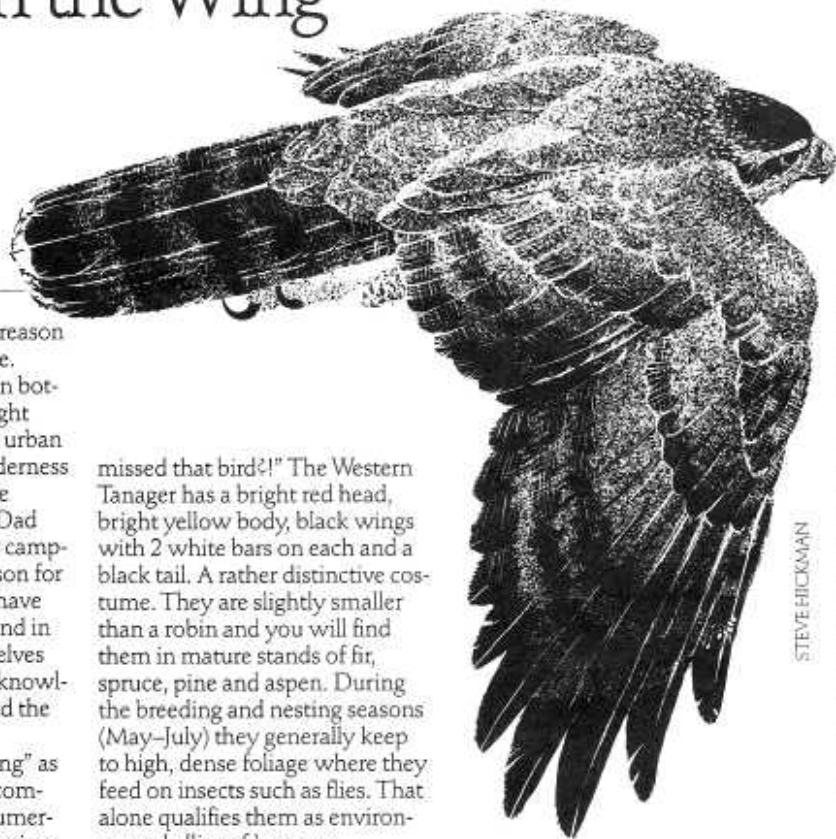 n the Wing
reason
e.
n bot-
ght
urban
derness
e
Dad
camp-
son for
have
nd in
elves
knowl-
d the
ng" as
com-
umer-
missed that bird?!" The Western
Tanager has a bright red head,
bright yellow body, black wings
with 2 white bars on each and a
black tail. A rather distinctive cos-
tume. They are slightly smaller
than a robin and you will find
them in mature stands of fir,
spruce, pine and aspen. During
the breeding and nesting seasons
(May–July) they generally keep
to high, dense foliage where they
feed on insects such as flies. That
alone qualifies them as environ-
STEVE HICKMAN